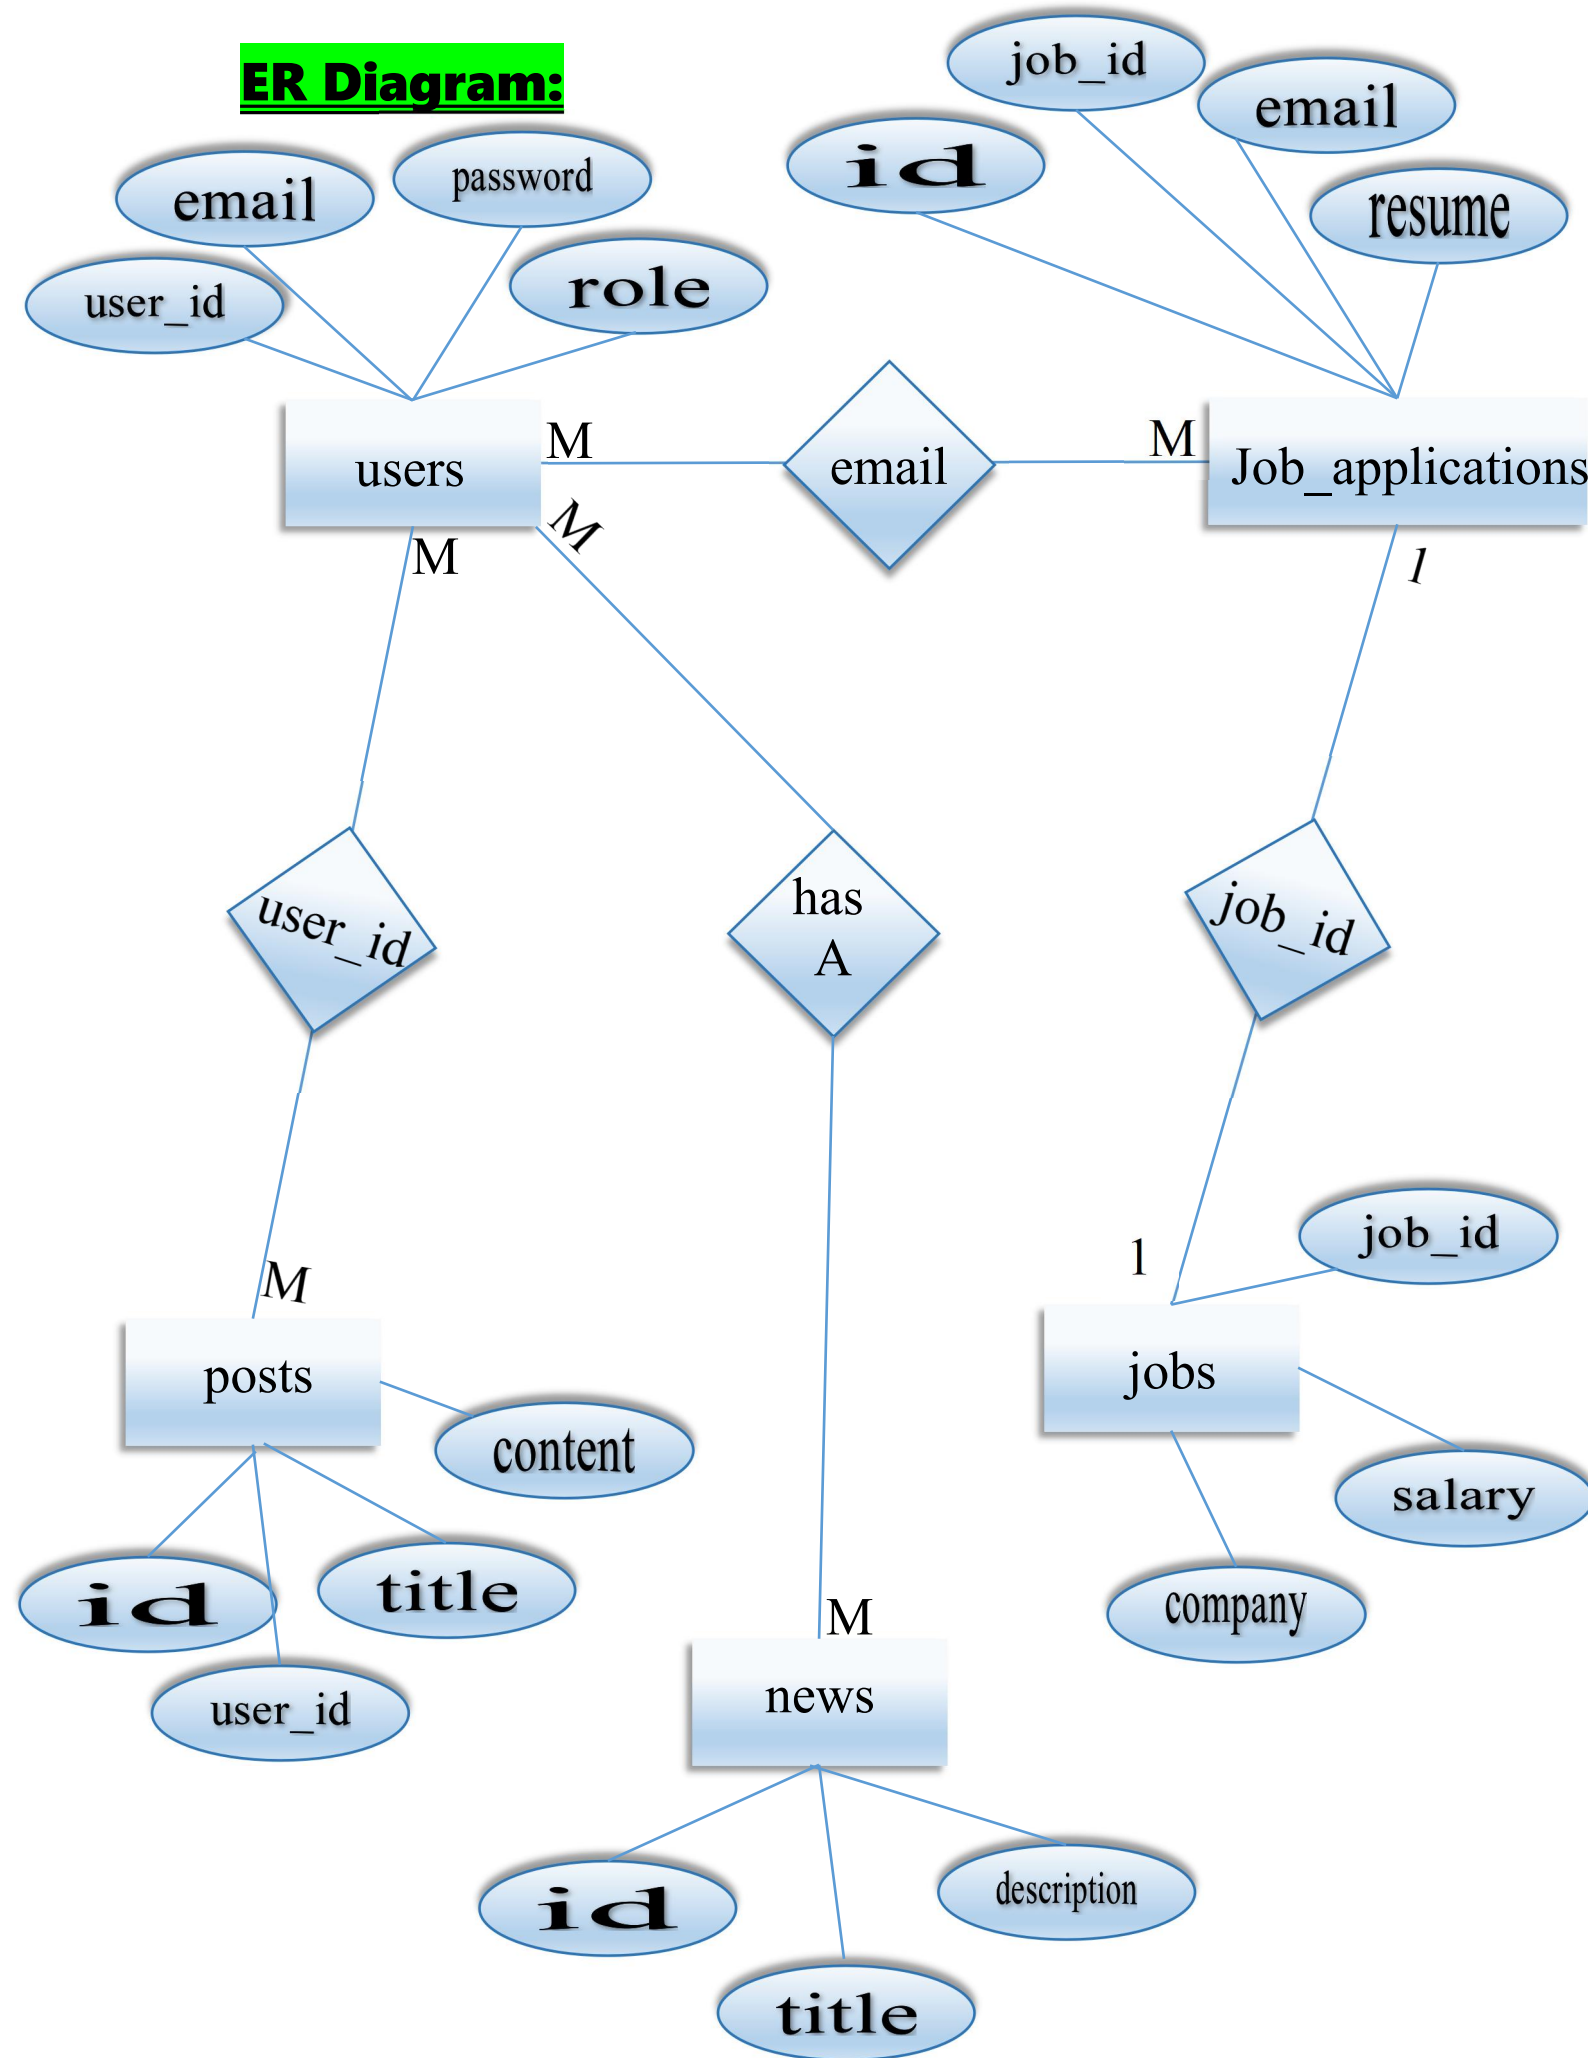 ER Diagram:
job_id
email
id
resume
email
password
user_id
role
users
M
email
M
Job_applications
M
M
1
user_id
has
A
job_id
M
1
job_id
posts
content
jobs
salary
id
title
company
user_id
M
news
id
description
title